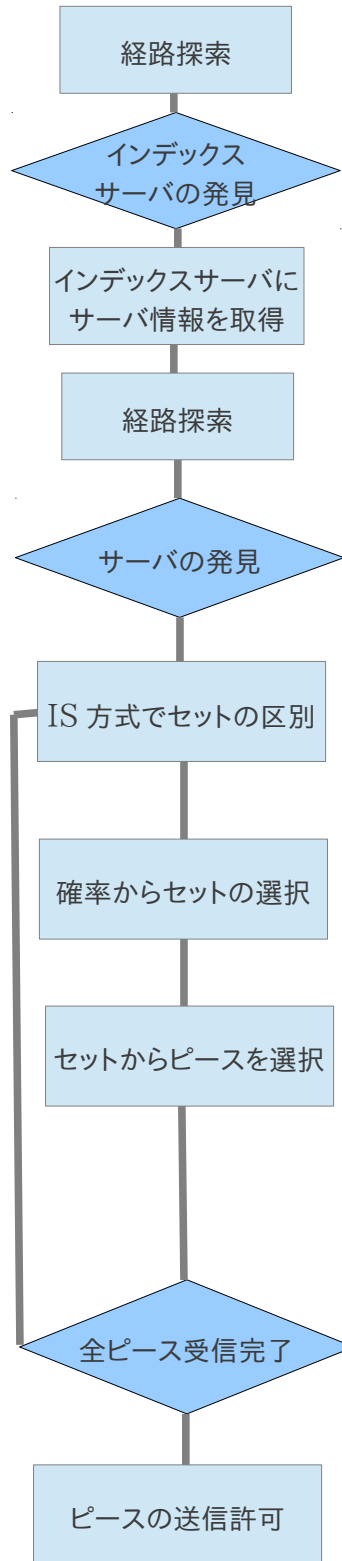 経路探索
インデックス
サーバの発見
インデックスサーバに
サーバ情報を取得
経路探索
サーバの発見
IS 方式でセットの区別
確率からセットの選択
セットからピースを選択
全ピース受信完了
ピースの送信許可